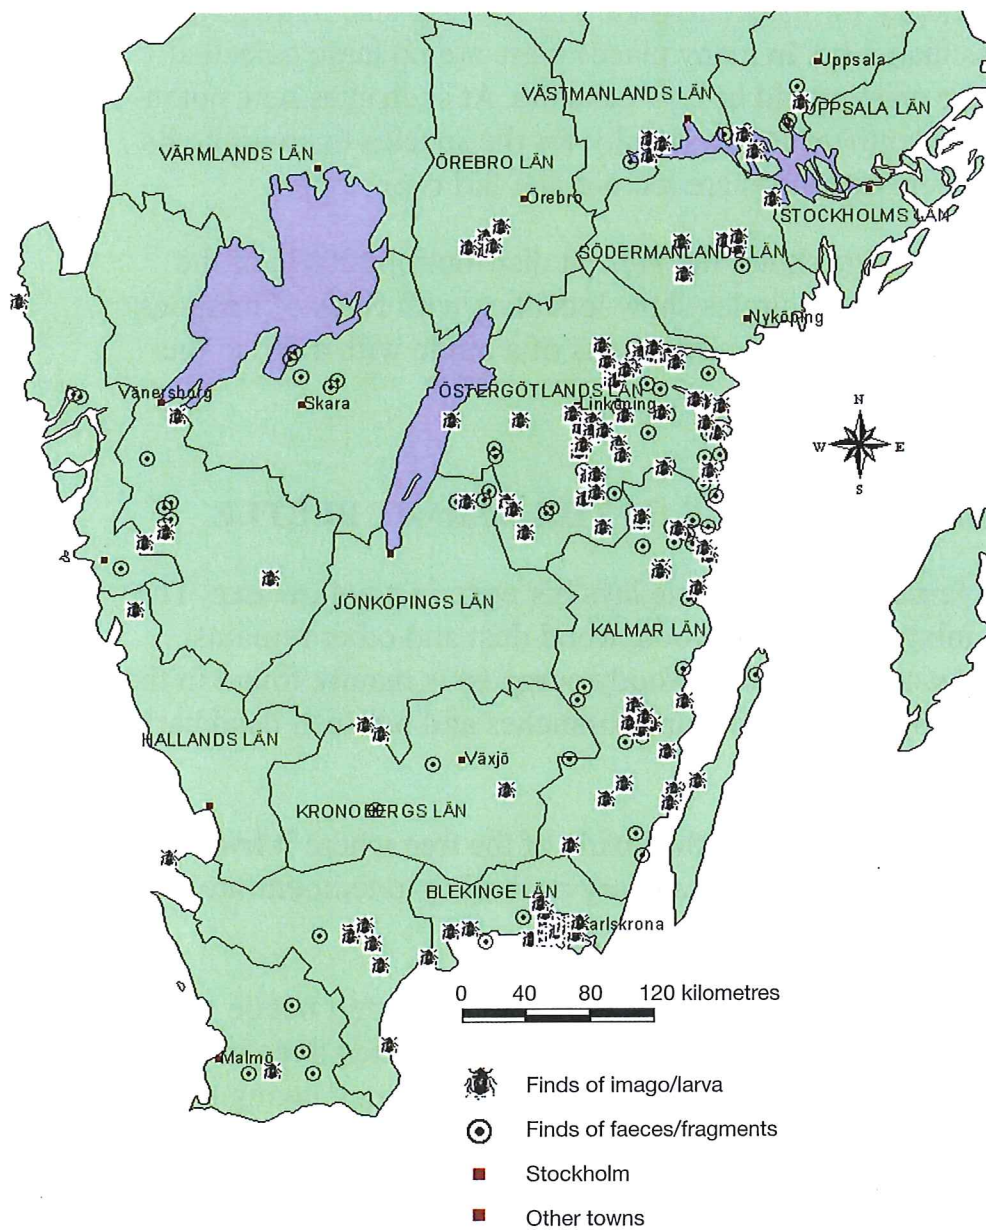 Uppsala
VÄSTMANLANDS LÄN
UPPSALA LÄN
VÄRMLANDS LÄN
ÖREBRO LÄN
Örebro
STOCKHOLMS LÄN
SÖDERMANLANDS LÄN
Nyköping
Vänersborg
Skara
ÖSTERGÖTLANDS LÄN
Linköping
N
W
E
S
JÖNKÖPINGS LÄN
KALMAR LÄN
HALLANDS LÄN
Växjö
KRONOBERGS LÄN
BLEKINGE LÄN
arlskrona
0 40 80 120 kilometres
Malmö
Finds of imago/larva
Finds of faeces/fragments
Stockholm
Other towns